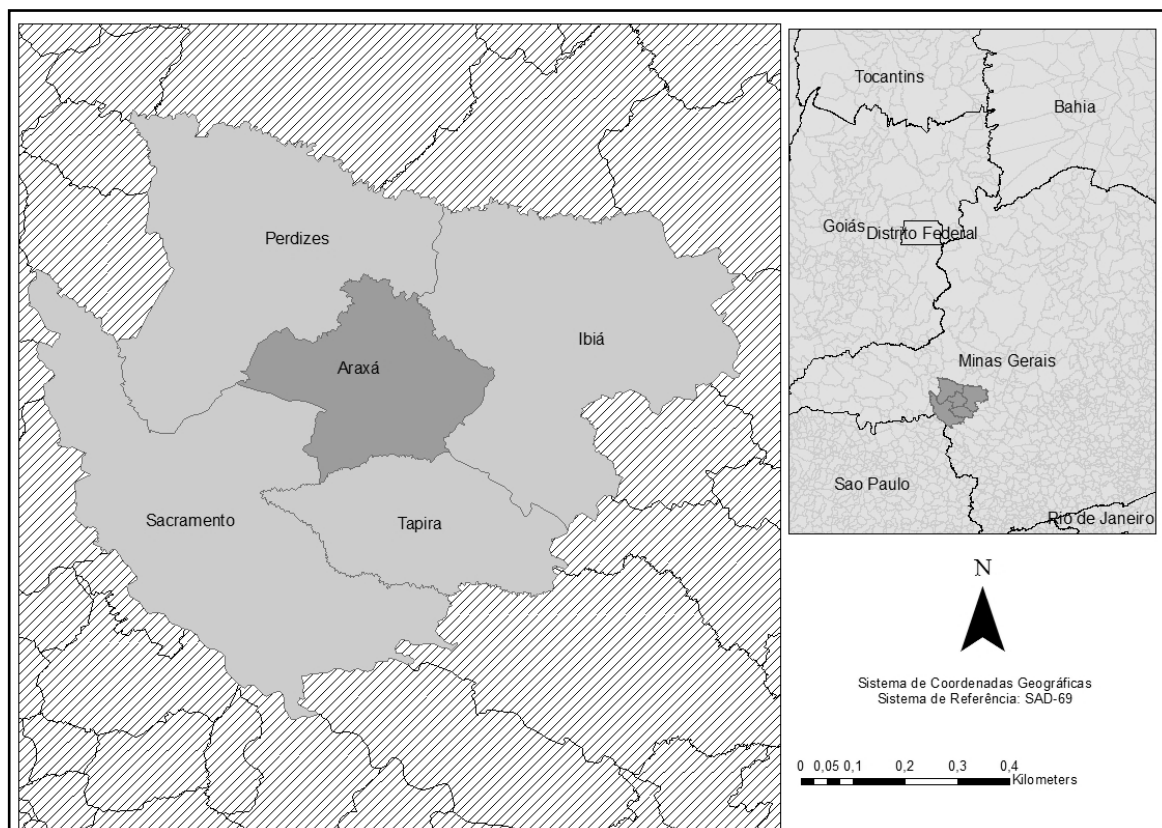 Perdizes
Ibiá
Araxá
Sacramento
Tapira
Tocantins
Bahia
Goiás
Distrito Federal
Minas Gerais
Sao Paulo
Rio de Janeiro
N
Sistema de Coordenadas Geográficas
Sistema de Referência: SAD-69
0 0,05 0,1 0,2 0,3 0,4
Kilometers